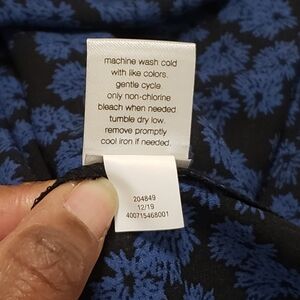 machine wash cold
with like colors.
gentle cycle.
only non-chlorine
bleach when needed.
tumble dry low.
remove promptly
cool iron if needed.
204849
12/19
400715468001